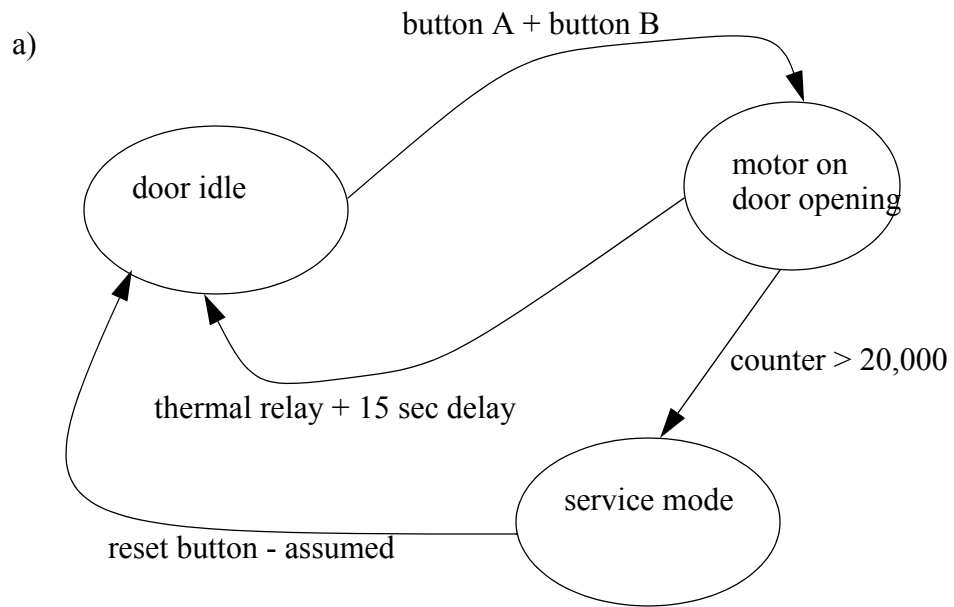 button A + button B
a)
door idle
motor on
door opening
counter > 20,000
thermal relay + 15 sec delay
service mode
reset button - assumed